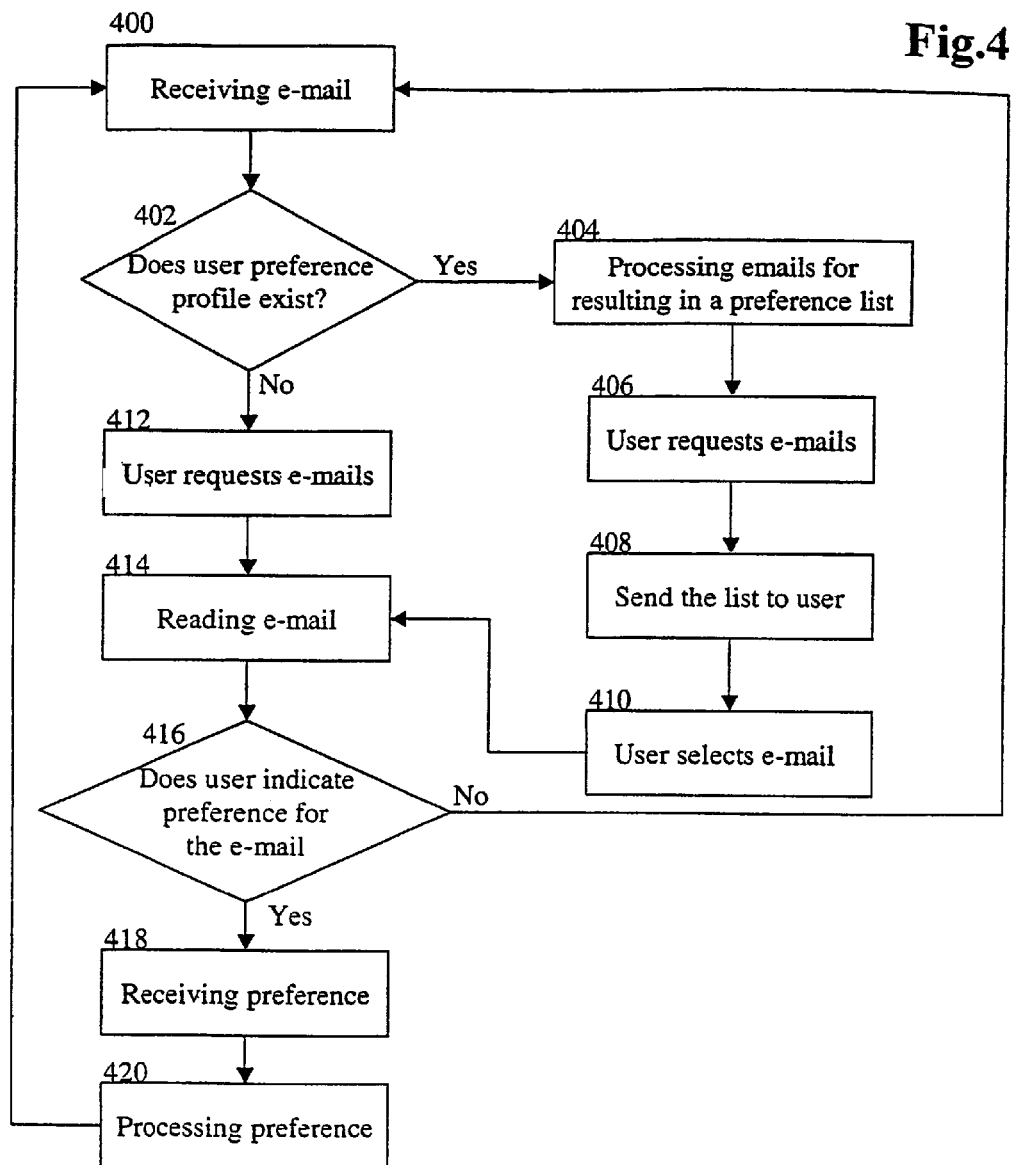 Fig.4
400
Receiving e-mail
402
Does user preference
profile exist?
Yes
No
404
Processing emails for
resulting in a preference list
406
User requests e-mails
408
Send the list to user
410
User selects e-mail
412
User requests e-mails
414
Reading e-mail
416
Does user indicate
preference for
the e-mail
No
Yes
418
Receiving preference
420
Processing preference